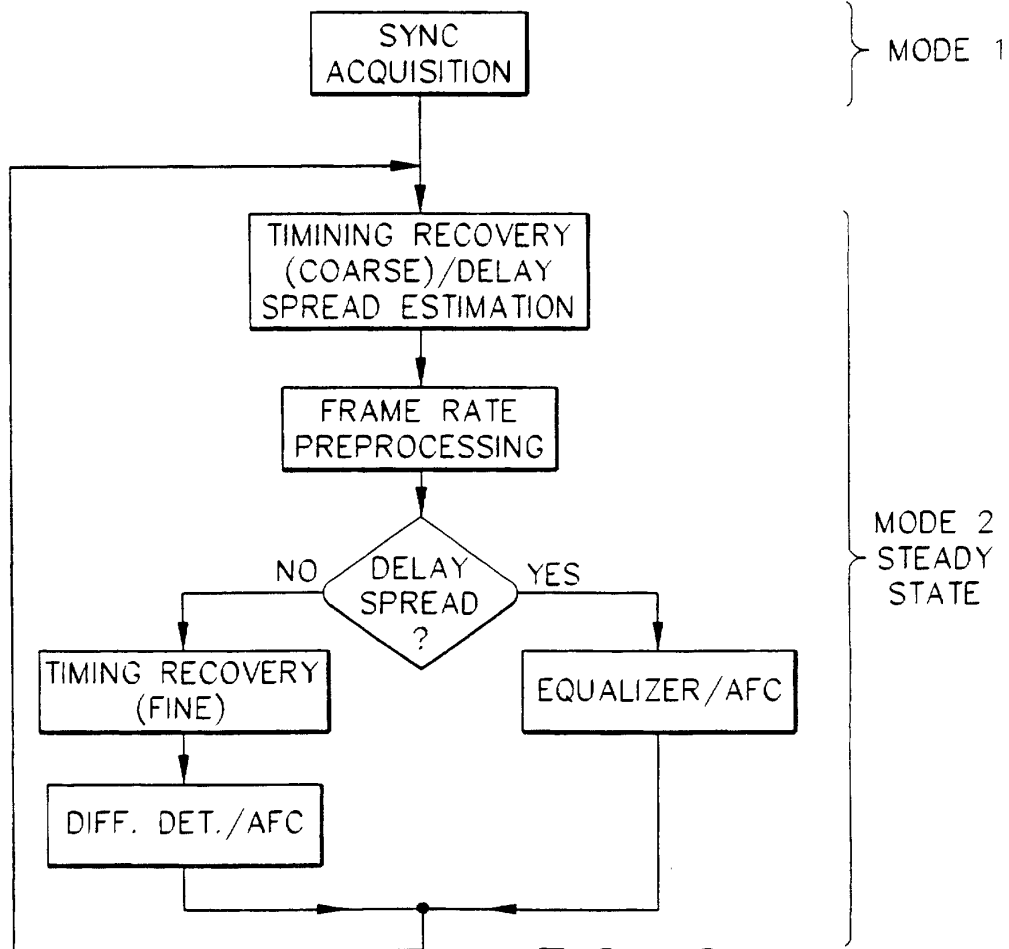 SYNC
ACQUISITION
MODE 1
TIMINING RECOVERY
(COARSE)/DELAY
SPREAD ESTIMATION
FRAME RATE
PREPROCESSING
MODE 2
STEADY
STATE
NO
DELAY
SPREAD
?
YES
TIMING RECOVERY
(FINE)
EQUALIZER/AFC
DIFF. DET./AFC